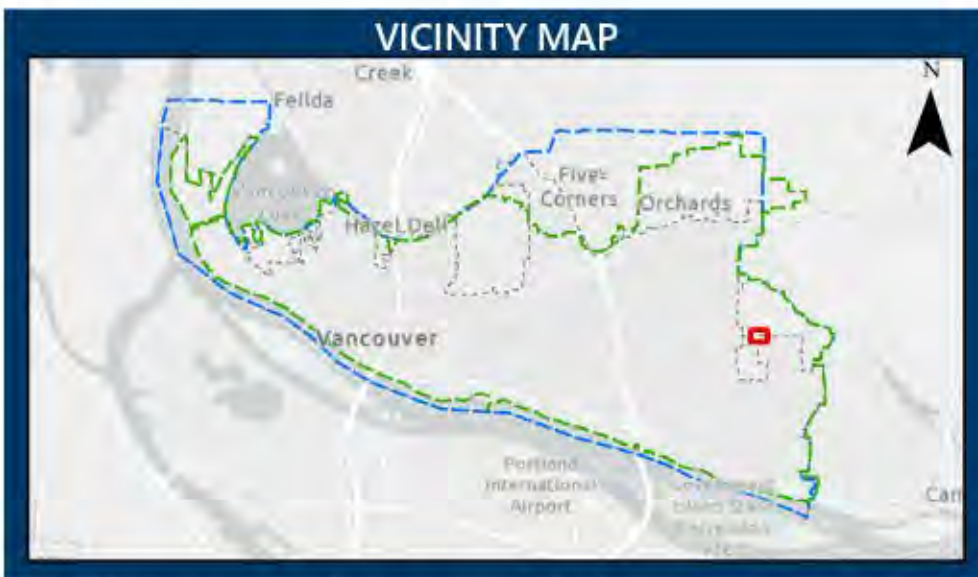 VICINITY MAP
Creek
N
Felida
Five
Corners
Orchards
Hazel Dell
Vancouver
Portland
International
Airport